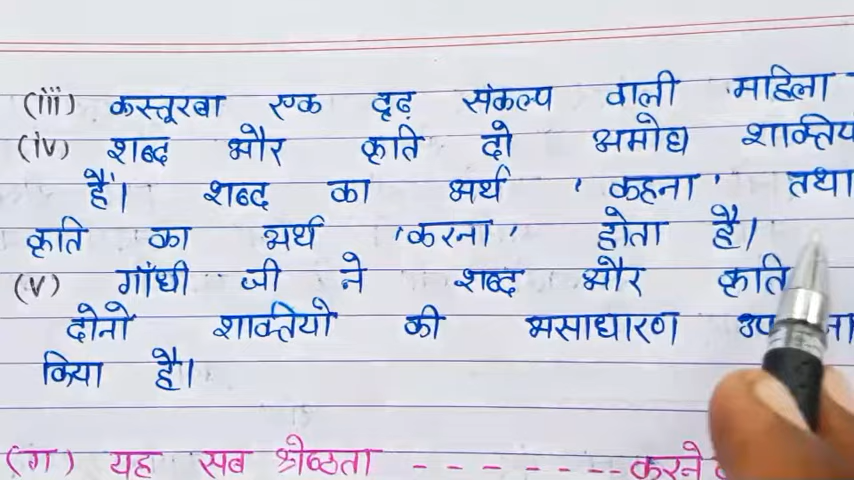 (iii) कस्तूरबा एक दृढ़ संकल्प वाली महिला
(iv) शब्द और कृति दो अमोघ
हैं। शब्द का अर्थ 'कहना' तथा
कृति का अर्थ 'करना' होता है।
(v) गाँधी जी ने शब्द और कृति
दोनो शक्तियो की असाधारण
किया है।
(ग) यह सब श्रेष्ठता - - - - - - - - करने